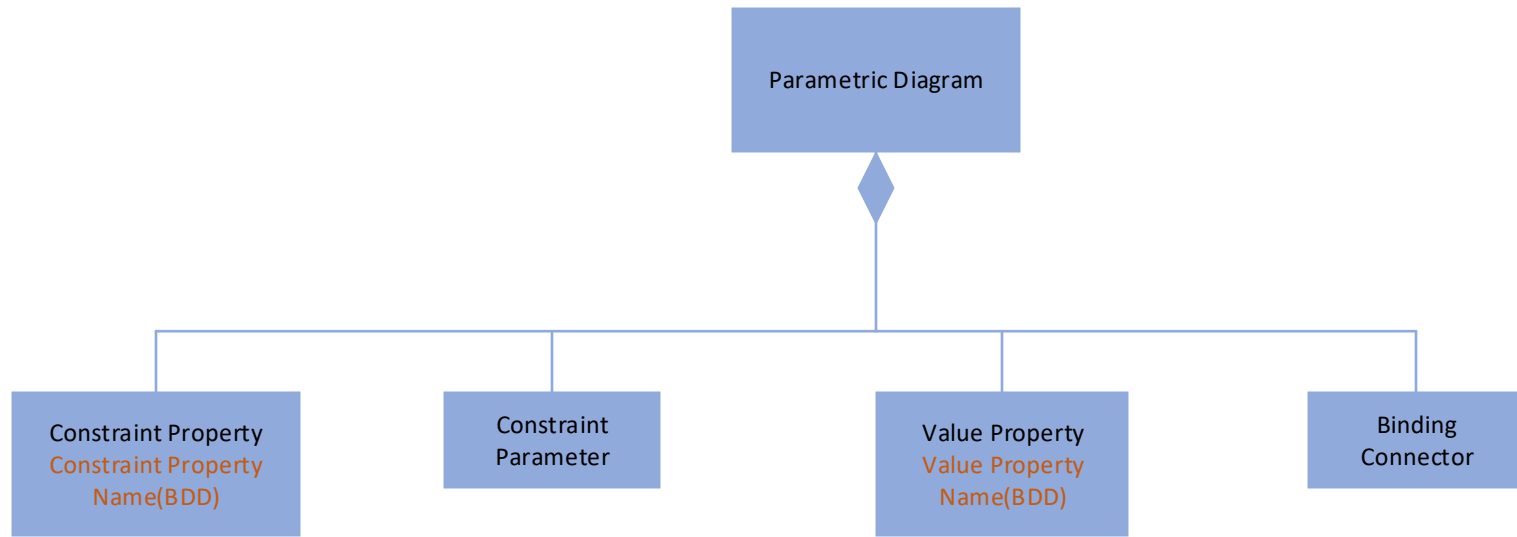 Parametric Diagram
Constraint Property
Constraint Property
Name(BDD)
Constraint
Parameter
Value Property
Value Property
Name(BDD)
Binding
Connector